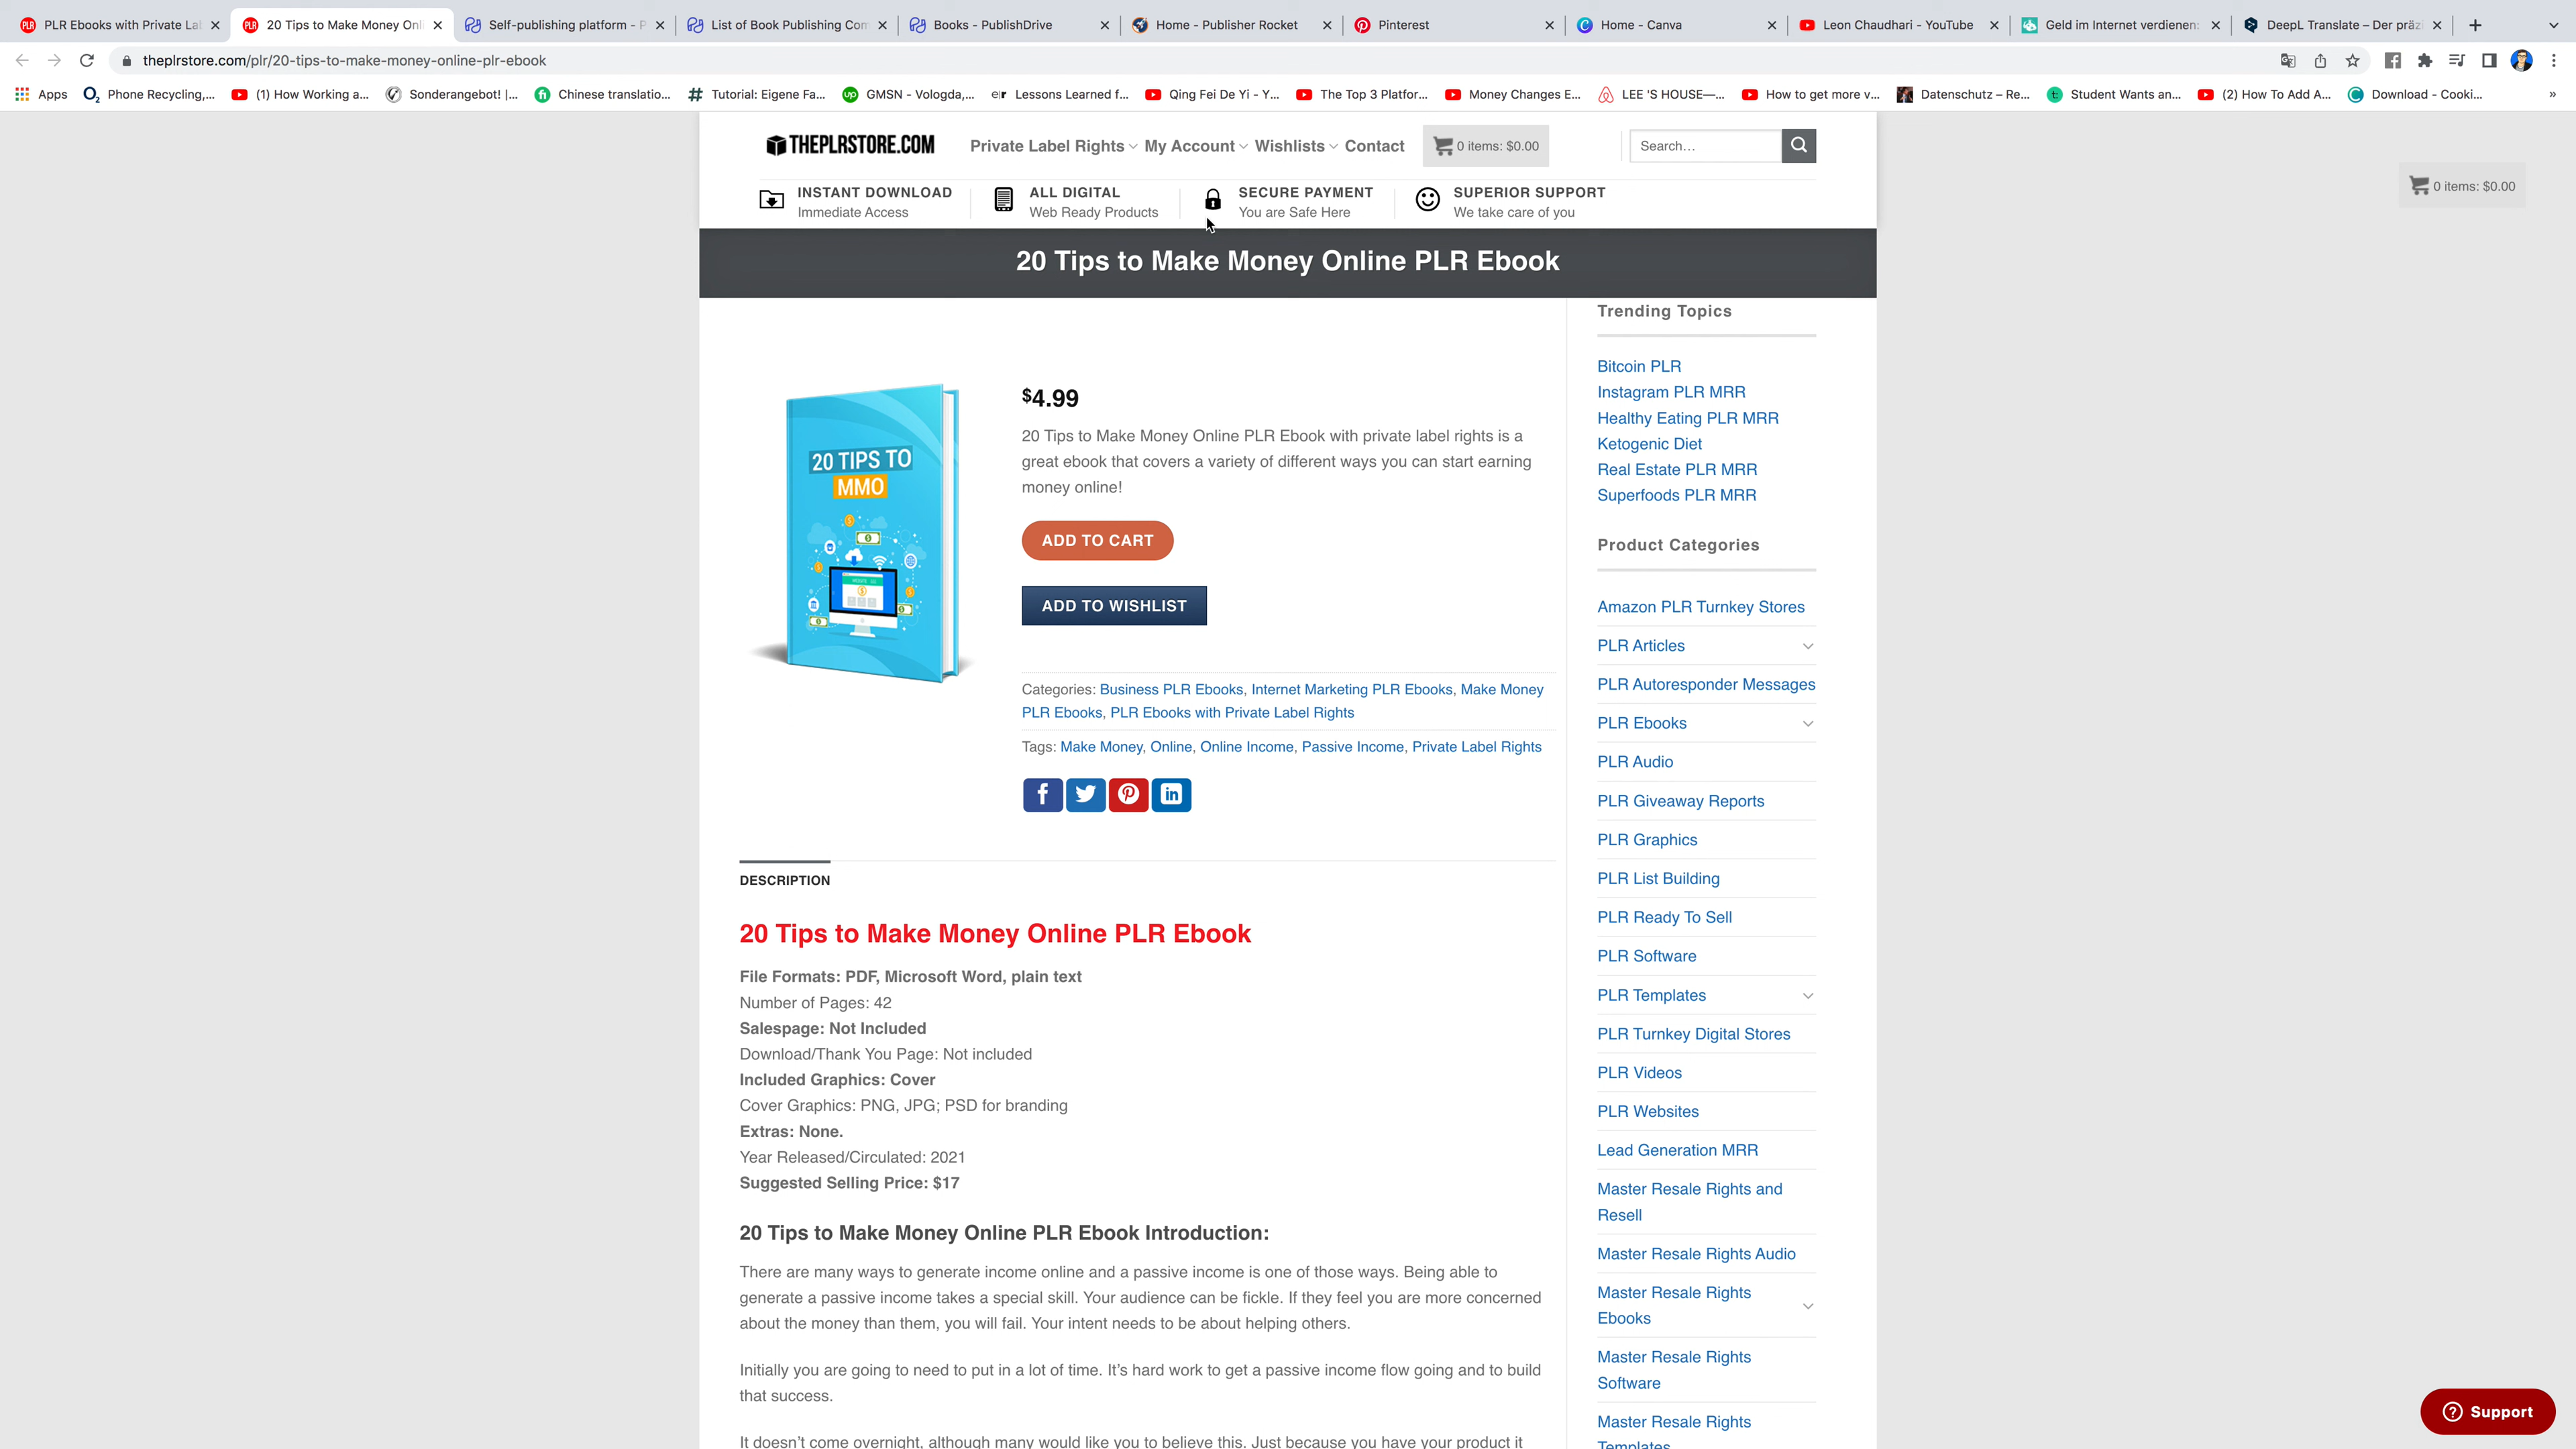 PLR Ebooks with Private La
20 Tips to Make Money Onl
Self-publishing platform - P
List of Book Publishing Com
Books - PublishDrive
Home - Publisher Rocket
Pinterest
Home - Canva
Leon Chaudhari - YouTube
Geld im Internet verdienen:
DeepL Translate – Der präz
theplrstore.com/plr/20-tips-to-make-money-online-plr-ebook
Apps
Phone Recycling,...
(1) How Working a...
Sonderangebot! |...
Chinese translatio...
Tutorial: Eigene Fa...
GMSN - Vologda,...
Lessons Learned f...
Qing Fei De Yi - Y...
The Top 3 Platfor...
Money Changes E...
LEE 'S HOUSE—...
How to get more v...
Datenschutz – Re...
Student Wants an...
(2) How To Add A...
Download - Cooki...
»
THEPLRSTORE.COM
Private Label Rights
My Account
Wishlists
Contact
0 items: $0.00
Search...
0 items: $0.00
INSTANT DOWNLOAD
Immediate Access
ALL DIGITAL
Web Ready Products
SECURE PAYMENT
You are Safe Here
SUPERIOR SUPPORT
We take care of you
20 Tips to Make Money Online PLR Ebook
20 TIPS TO
MMO
$4.99
20 Tips to Make Money Online PLR Ebook with private label rights is a
great ebook that covers a variety of different ways you can start earning
money online!
ADD TO CART
ADD TO WISHLIST
Categories: Business PLR Ebooks, Internet Marketing PLR Ebooks, Make Money
PLR Ebooks, PLR Ebooks with Private Label Rights
Tags: Make Money, Online, Online Income, Passive Income, Private Label Rights
DESCRIPTION
20 Tips to Make Money Online PLR Ebook
File Formats: PDF, Microsoft Word, plain text
Number of Pages: 42
Salespage: Not Included
Download/Thank You Page: Not included
Included Graphics: Cover
Cover Graphics: PNG, JPG; PSD for branding
Extras: None.
Year Released/Circulated: 2021
Suggested Selling Price: $17
20 Tips to Make Money Online PLR Ebook Introduction:
There are many ways to generate income online and a passive income is one of those ways. Being able to
generate a passive income takes a special skill. Your audience can be fickle. If they feel you are more concerned
about the money than them, you will fail. Your intent needs to be about helping others.
Initially you are going to need to put in a lot of time. It's hard work to get a passive income flow going and to build
that success.
It doesn't come overnight, although many would like you to believe this. Just because you have your product it
Trending Topics
Bitcoin PLR
Instagram PLR MRR
Healthy Eating PLR MRR
Ketogenic Diet
Real Estate PLR MRR
Superfoods PLR MRR
Product Categories
Amazon PLR Turnkey Stores
PLR Articles
PLR Autoresponder Messages
PLR Ebooks
PLR Audio
PLR Giveaway Reports
PLR Graphics
PLR List Building
PLR Ready To Sell
PLR Software
PLR Templates
PLR Turnkey Digital Stores
PLR Videos
PLR Websites
Lead Generation MRR
Master Resale Rights and
Resell
Master Resale Rights Audio
Master Resale Rights
Ebooks
Master Resale Rights
Software
Master Resale Rights
Templates
Support